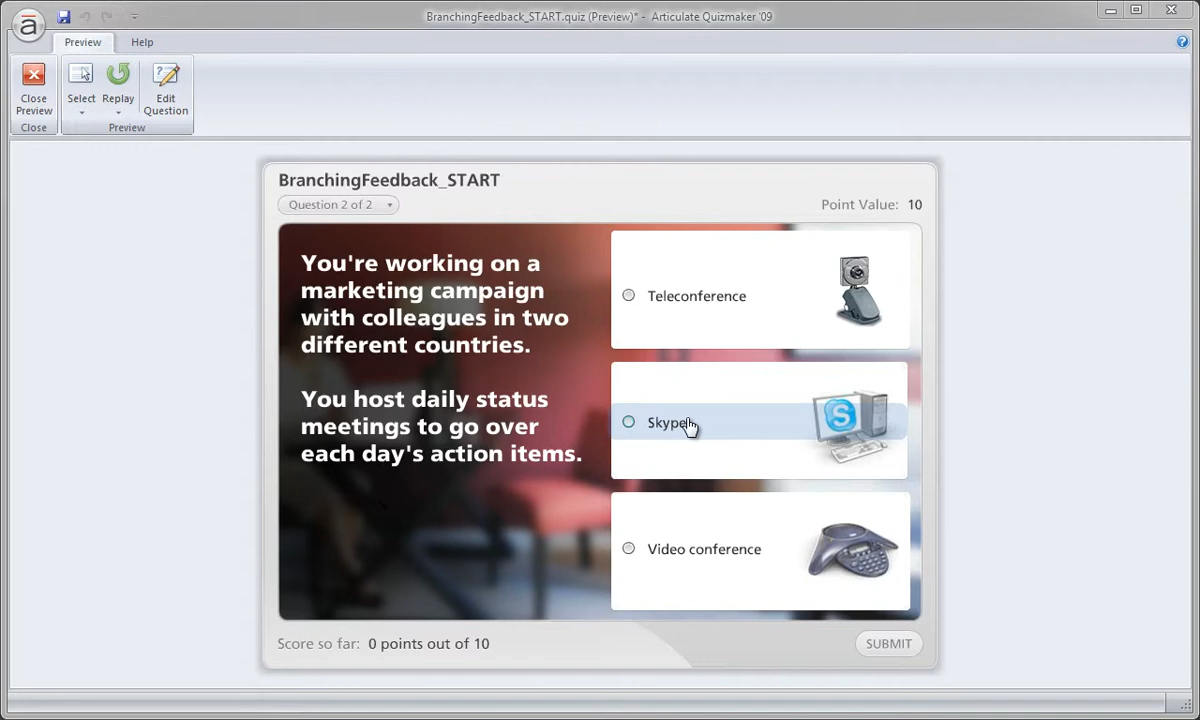 BranchingFeedback_START.quiz (Preview)* - Articulate Quizmaker '09
Preview
Help
Close Preview
Select
Replay
Edit Question
Close
Preview
BranchingFeedback_START
Question 2 of 2
Point Value: 10
You're working on a
marketing campaign
with colleagues in two
different countries.
You host daily status
meetings to go over
each day's action items.
Teleconference
Skype
S
Video conference
Score so far: 0 points out of 10
SUBMIT